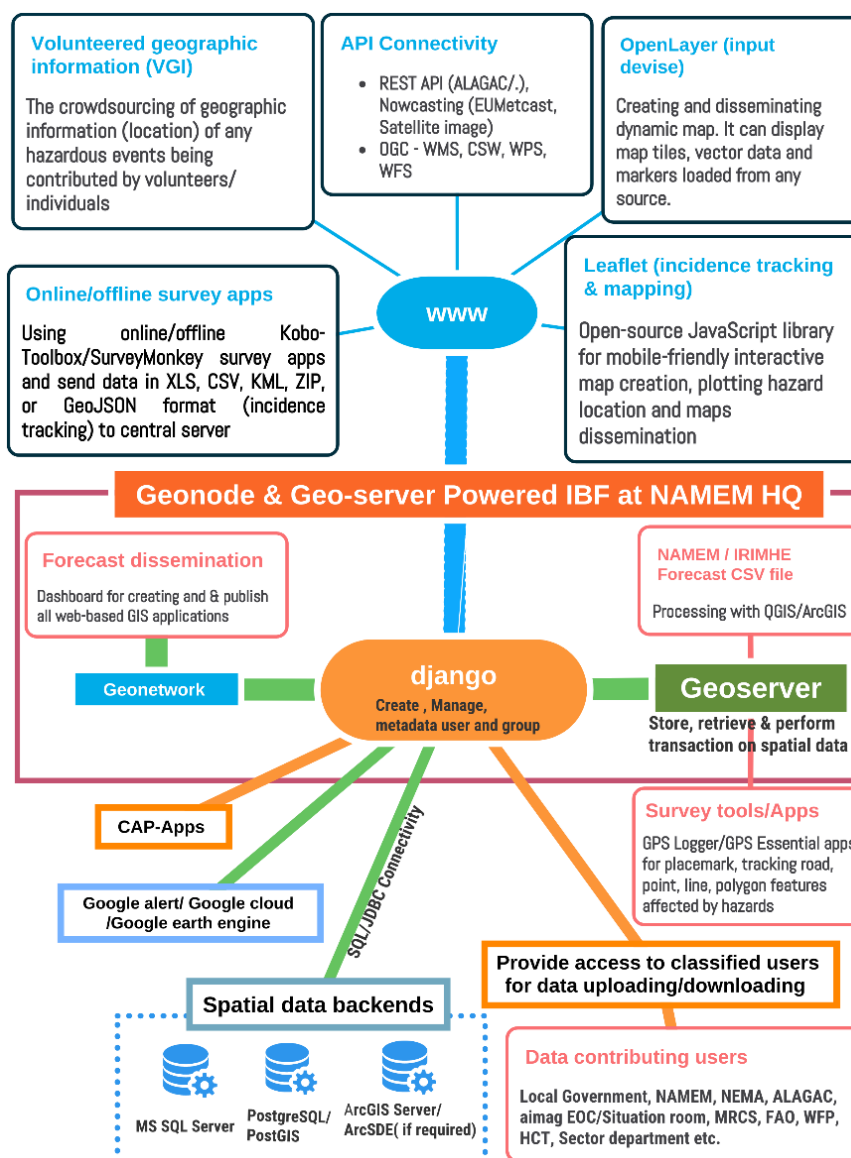 Volunteered geographic
information (VGI)
The crowdsourcing of geographic
information (location) of any
hazardous events being
contributed by volunteers/
individuals
API Connectivity
• REST API (ALAGAC/.),
Nowcasting (EUMetcast,
Satellite image)
• OGC - WMS, CSW, WPS,
WFS
OpenLayer (input
devise)
Creating and disseminating
dynamic map. It can display
map tiles, vector data and
markers loaded from any
source.
Online/offline survey apps
Using online/offline Kobo-
Toolbox/SurveyMonkey survey apps
and send data in XLS, CSV, KML, ZIP,
or GeoJSON format (incidence
tracking) to central server
www
Leaflet (incidence tracking
& mapping)
Open-source JavaScript library
for mobile-friendly interactive
map creation, plotting hazard
location and maps
dissemination
Geonode & Geo-server Powered IBF at NAMEM HQ
Forecast dissemination
Dashboard for creating and & publish
all web-based GIS applications
NAMEM / IRIMHE
Forecast CSV file
Processing with QGIS/ArcGIS
Geonetwork
django
Create , Manage,
metadata user and group
Geoserver
Store, retrieve & perform
transaction on spatial data
CAP-Apps
Google alert/ Google cloud
/Google earth engine
SQL/JDBC Connectivity
Survey tools/Apps
GPS Logger/GPS Essential apps
for placemark, tracking road,
point, line, polygon features
affected by hazards
Provide access to classified users
for data uploading/downloading
Spatial data backends
MS SQL Server
PostgreSQL/
PostGIS
ArcGIS Server/
ArcSDE( if required)
Data contributing users
Local Government, NAMEM, NEMA, ALAGAC,
aimag EOC/Situation room, MRCS, FAO, WFP,
HCT, Sector department etc.